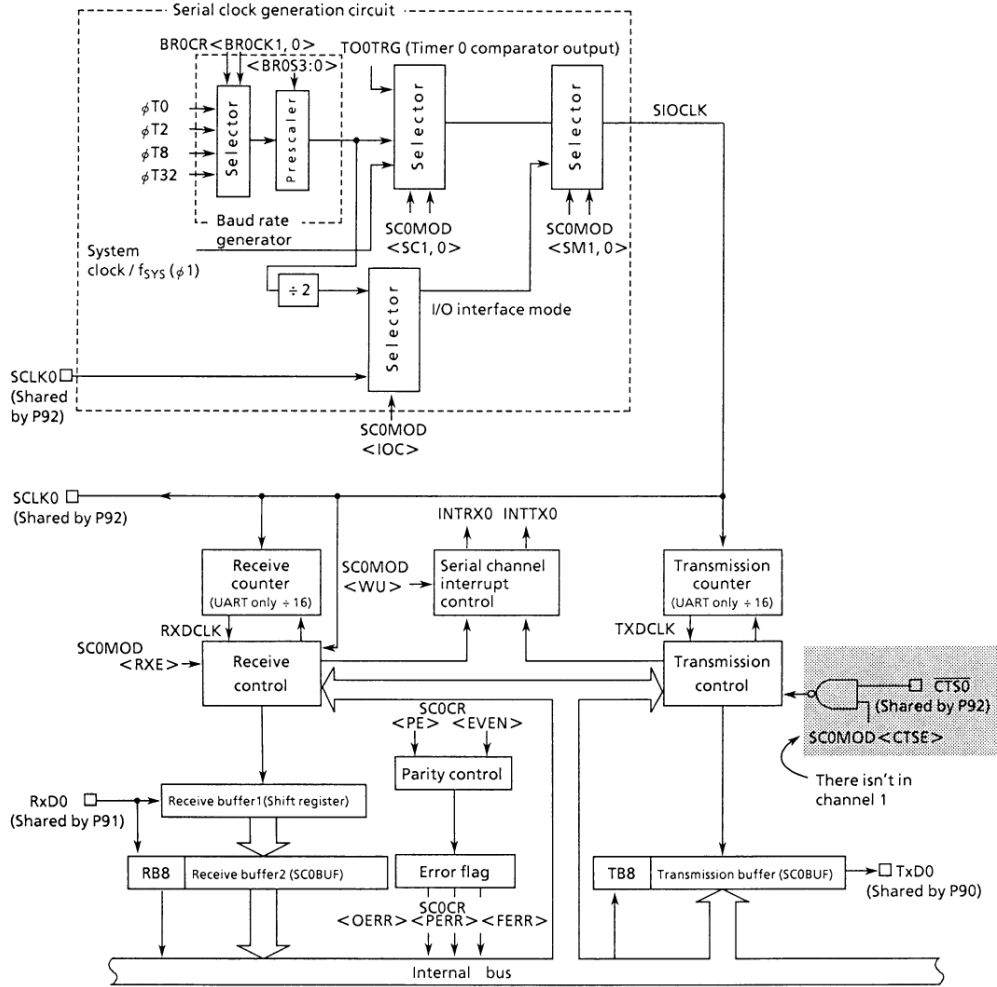 Serial clock generation circuit
BR0CR<BR0CK1, 0>
<BR0S3:0>
TO0TRG (Timer 0 comparator output)
φT0
φT2
φT8
φT32
Selector
Prescaler
Selector
Selector
SIOCLK
Baud rate
generator
SC0MOD
<SC1, 0>
SC0MOD
<SM1, 0>
System
clock / fSYS (φ1)
÷ 2
Selector
I/O interface mode
SCLK0
(Shared
by P92)
SC0MOD
<IOC>
SCLK0
(Shared by P92)
INTRX0 INTTX0
Receive
counter
(UART only ÷ 16)
SC0MOD
<WU>
Serial channel
interrupt
control
Transmission
counter
(UART only ÷ 16)
RXDCLK
TXDCLK
SC0MOD
<RXE>
Receive
control
Transmission
control
CTS0
(Shared by P92)
SC0MOD<CTSE>
There isn't in
channel 1
SC0CR
<PE> <EVEN>
Parity control
RxD0
(Shared by P91)
Receive buffer1(Shift register)
RB8 Receive buffer2 (SC0BUF)
Error flag
TB8 Transmission buffer (SC0BUF)
TxD0
(Shared by P90)
SC0CR
<OERR> <PERR> <FERR>
Internal bus